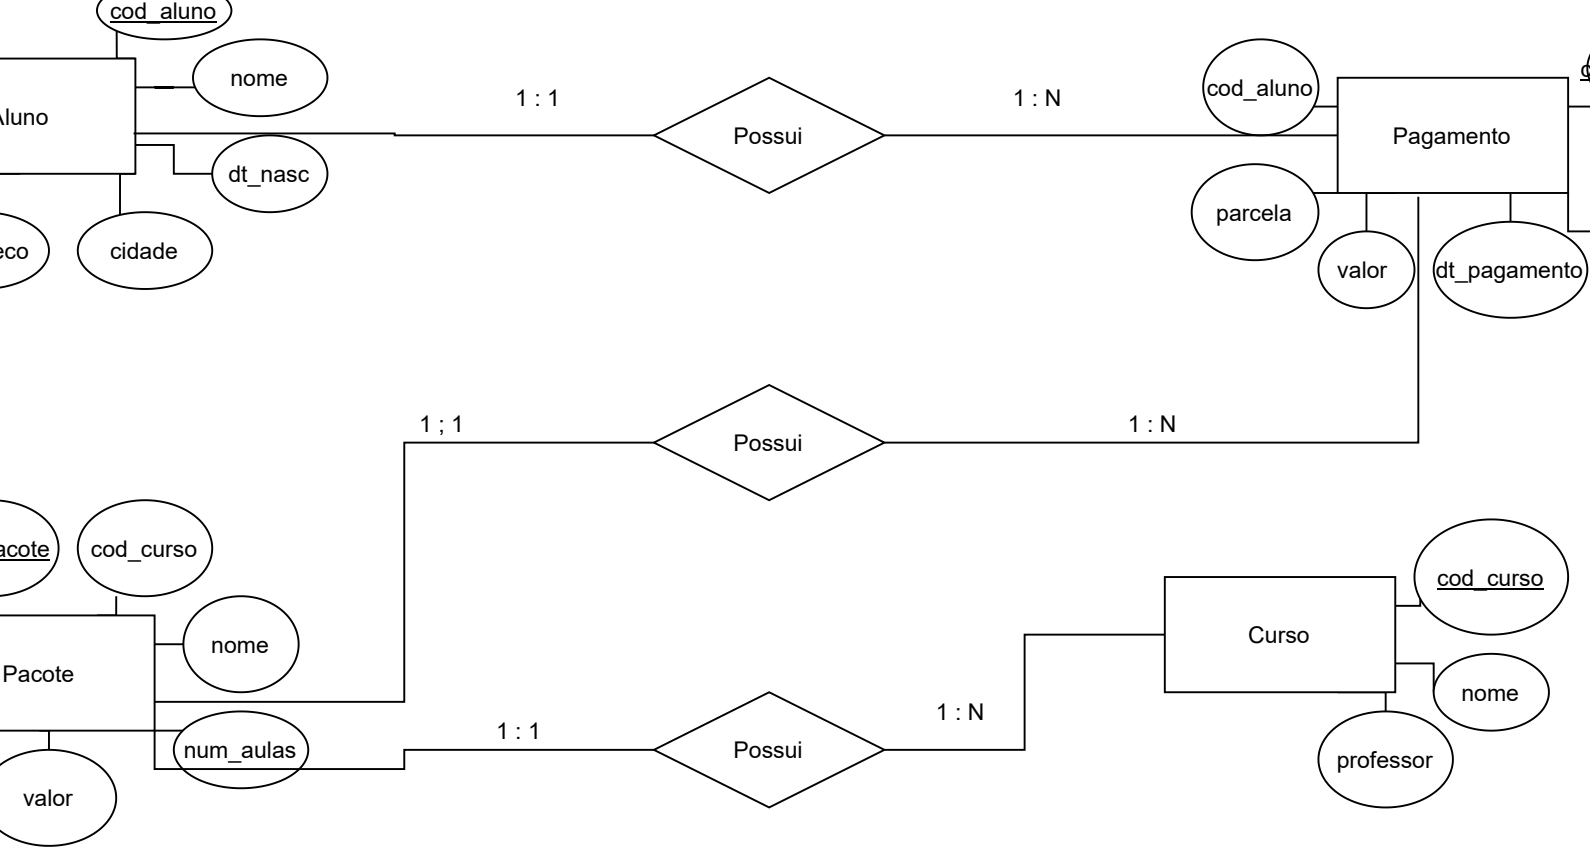 cod_aluno
nome
Aluno
dt_nasc
cidade
1 : 1
Possui
1 : N
cod_aluno
Pagamento
parcela
valor
dt_pagamento
1 ; 1
Possui
1 : N
cod_curso
nome
Pacote
num_aulas
valor
1 : 1
Possui
1 : N
Curso
cod_curso
nome
professor